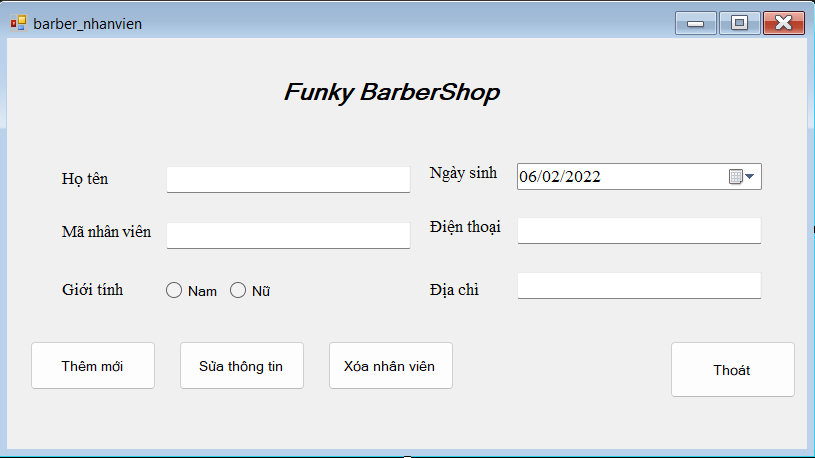 barber_nhanvien
Funky BarberShop
Họ tên
Ngày sinh 06/02/2022
Mã nhân viên
Điện thoại
Giới tính Nam Nữ
Địa chỉ
Thêm mới Sửa thông tin Xóa nhân viên Thoát